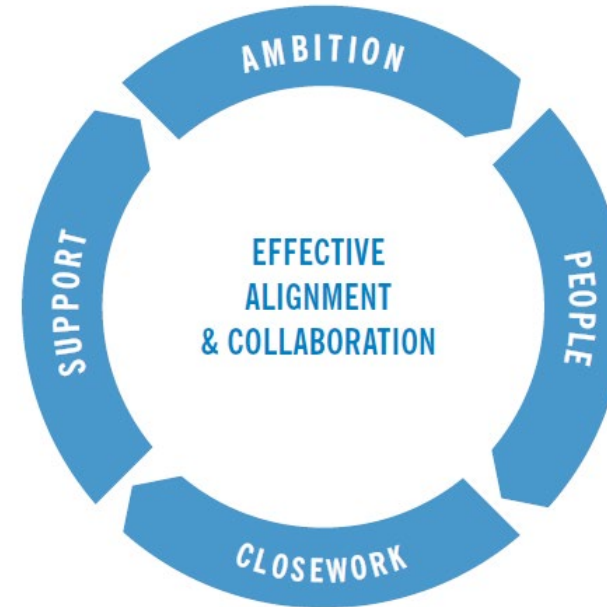 AMBITION
PEOPLE
CLOSEWORK
SUPPORT
EFFECTIVE
ALIGNMENT
& COLLABORATION